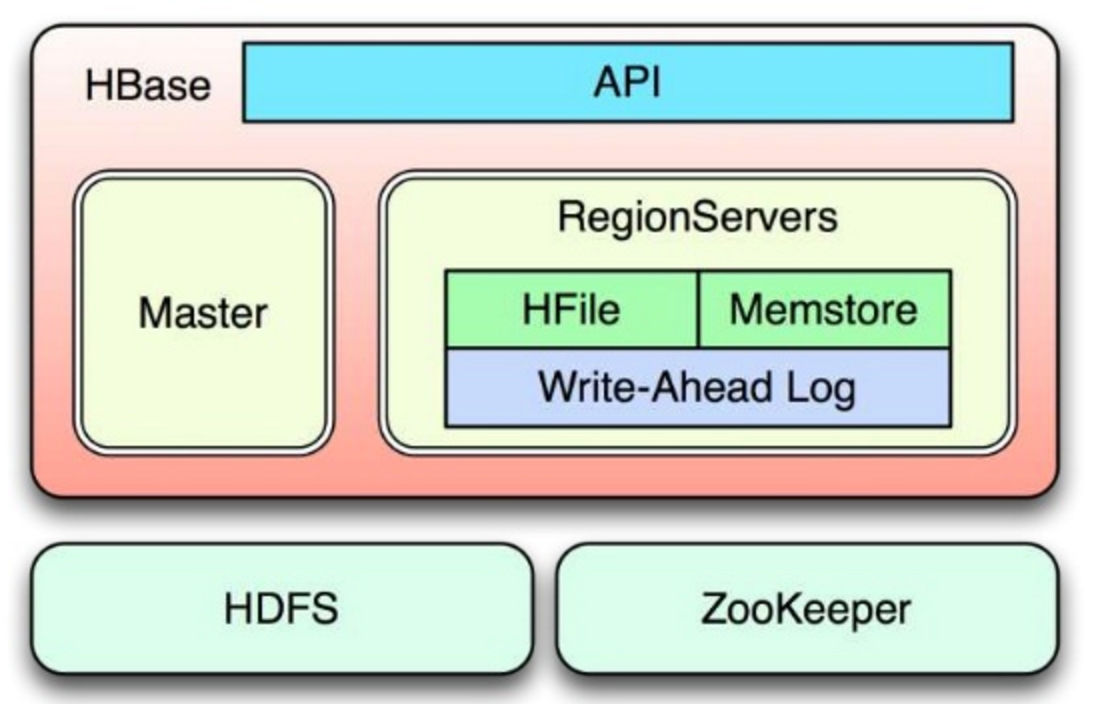 HBase
API
Master
RegionServers
HFile
Memstore
Write-Ahead Log
HDFS
ZooKeeper